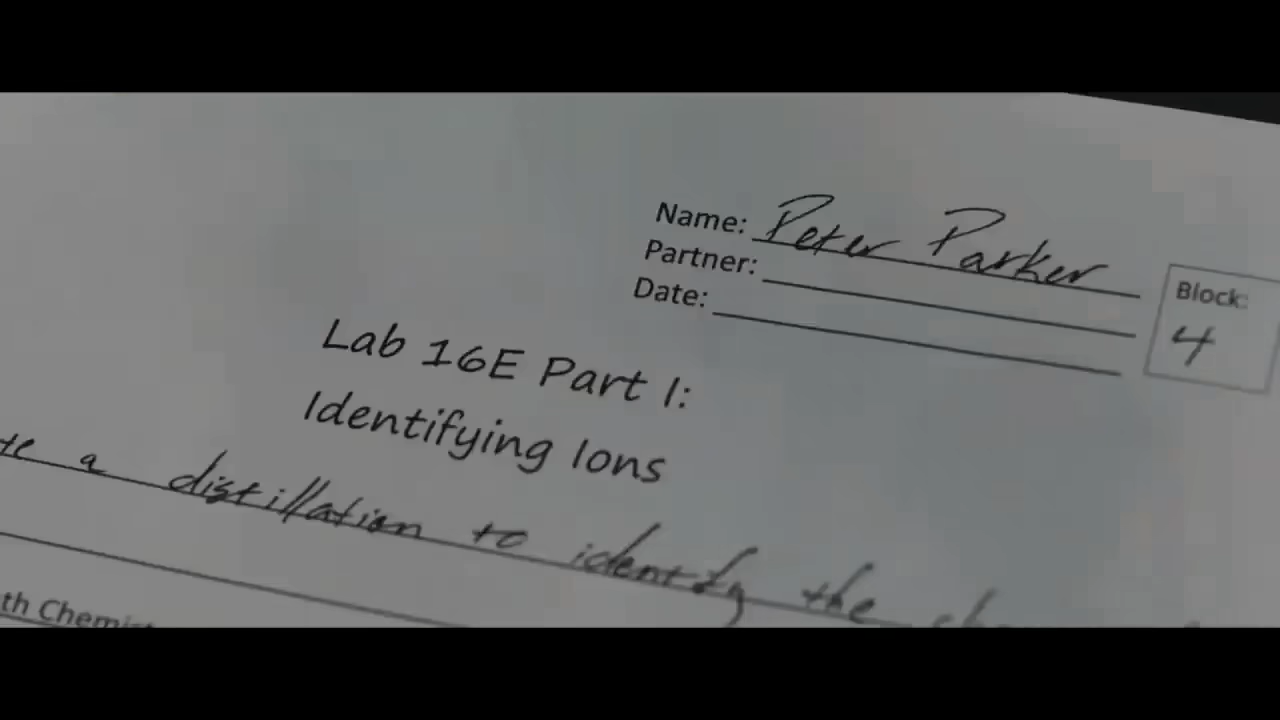 Name: Peter Parker
Partner:
Date:
Block:
4
Lab 16E Part I:
Identifying Ions
a distillation to identify the